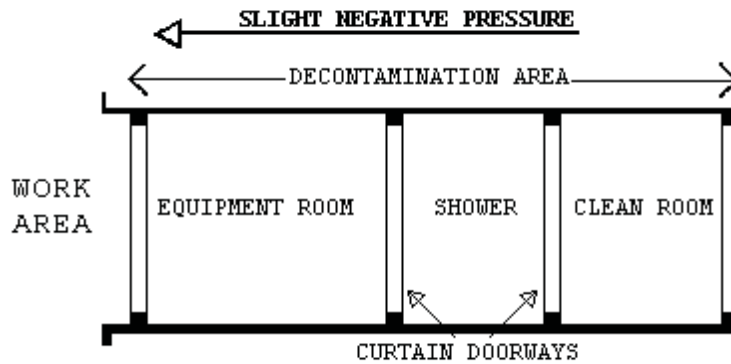 SLIGHT NEGATIVE PRESSURE
DECONTAMINATION AREA
WORK
AREA
EQUIPMENT ROOM
SHOWER
CLEAN ROOM
CURTAIN DOORWAYS